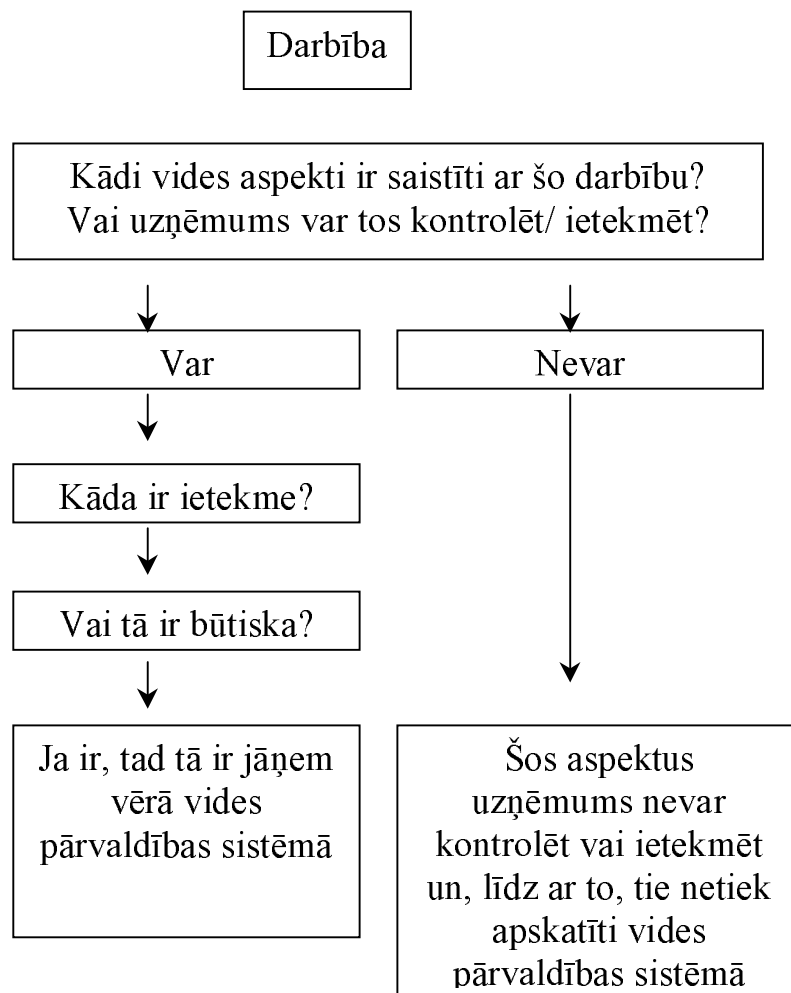 Darbība
Kādi vides aspekti ir saistīti ar šo darbību?
Vai uzņēmums var tos kontrolēt/ ietekmēt?
Var
Nevar
Kāda ir ietekme?
Vai tā ir būtiska?
Ja ir, tad tā ir jāņem
vērā vides
pārvaldības sistēmā
Šos aspektus
uzņēmums nevar
kontrolēt vai ietekmēt
un, līdz ar to, tie netiek
apskatīti vides
pārvaldības sistēmā